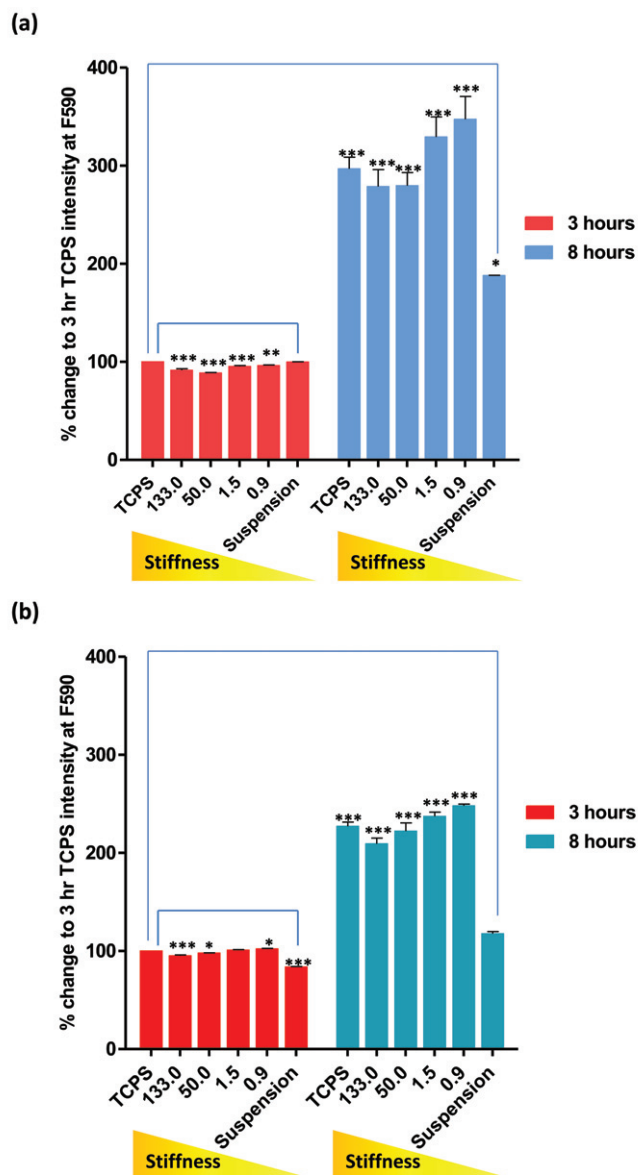 (a)
% change to 3 hr TCPS intensity at F590
400
300
200
100
0
*** *** *** **
*** *** *** *** *** *
3 hours
8 hours
TCPS 133.0 50.0 1.5 0.9 Suspension
TCPS 133.0 50.0 1.5 0.9 Suspension
Stiffness
Stiffness
(b)
% change to 3 hr TCPS intensity at F590
400
300
200
100
0
*** * * ***
*** *** *** *** ***
3 hours
8 hours
TCPS 133.0 50.0 1.5 0.9 Suspension
TCPS 133.0 50.0 1.5 0.9 Suspension
Stiffness
Stiffness